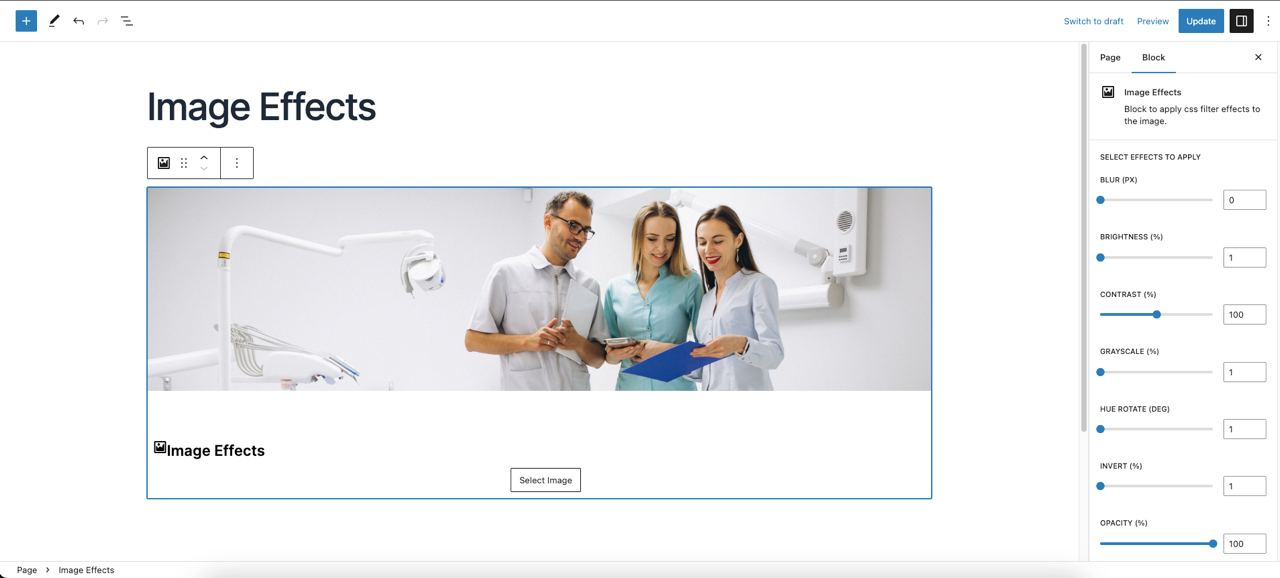 Switch to draft Preview Update
Page Block
Image Effects
Image Effects
Block to apply css filter effects to
the image.
SELECT EFFECTS TO APPLY
BLUR (PX)
0
BRIGHTNESS (%)
1
CONTRAST (%)
100
GRAYSCALE (%)
1
HUE ROTATE (DEG)
1
INVERT (%)
1
Image Effects
Select Image
OPACITY (%)
100
Page > Image Effects